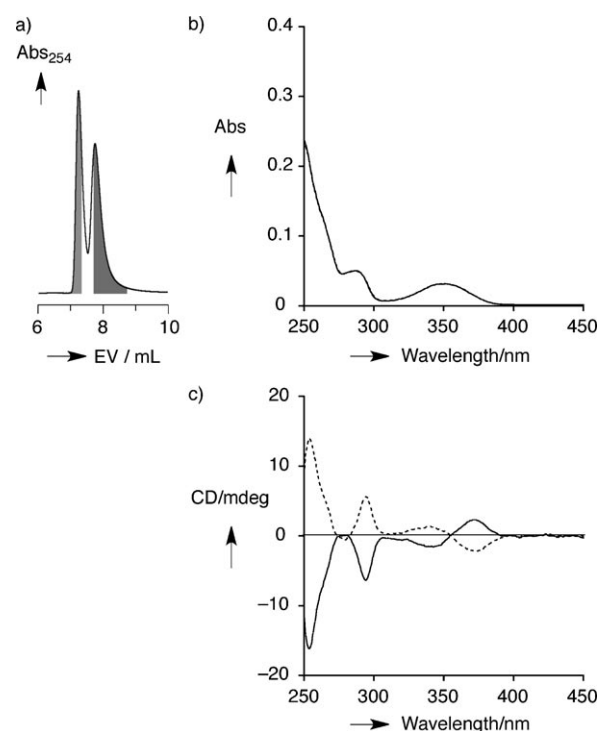 a)
Abs254
6 8 10
EV / mL
b)
0.4
0.3
Abs
0.2
0.1
0
250 300 350 400 450
Wavelength/nm
c)
20
10
CD/mdeg
0
−10
−20
250 300 350 400 450
Wavelength/nm